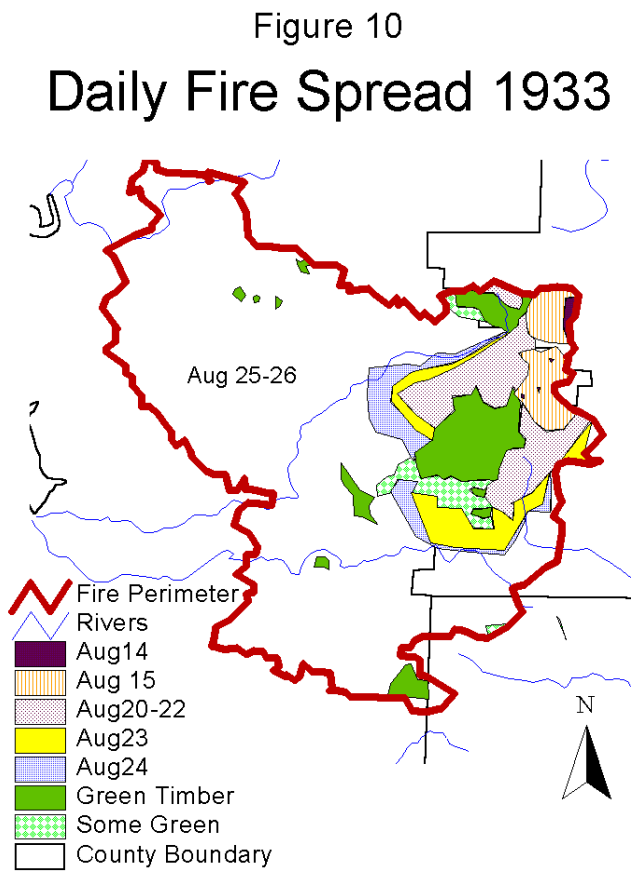 Figure 10
Daily Fire Spread 1933
Aug 25-26
Fire Perimeter
Rivers
Aug14
Aug 15
Aug20-22
Aug23
Aug24
Green Timber
Some Green
County Boundary
N